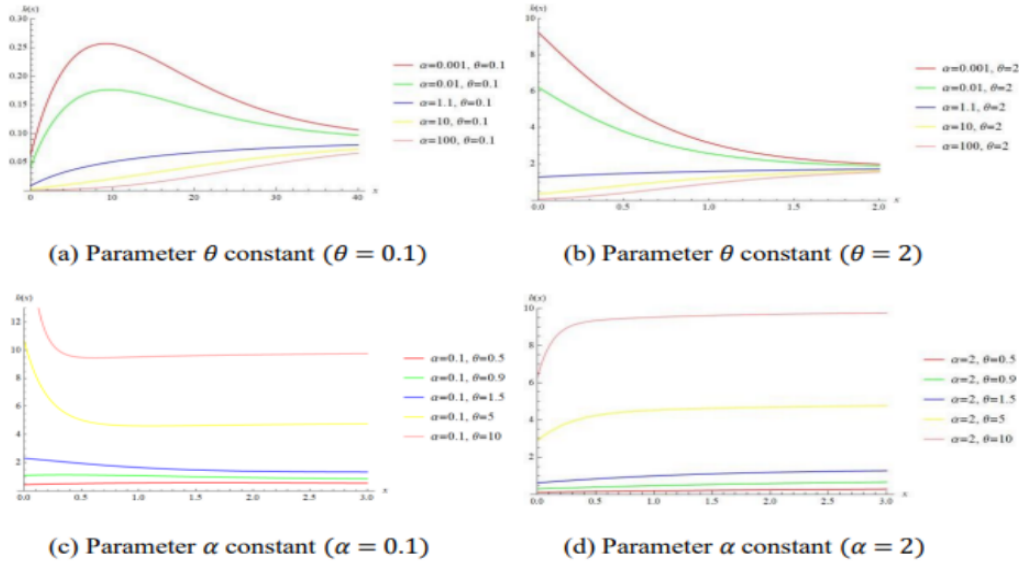 h(x)
0.30
0.25
0.20
0.15
0.10
0.05
0 10 20 30 40 x
α=0.001, θ=0.1
α=0.01, θ=0.1
α=1.1, θ=0.1
α=10, θ=0.1
α=100, θ=0.1
(a) Parameter θ constant (θ = 0.1)
h(x)
10
8
6
4
2
0.0 0.5 1.0 1.5 2.0 x
α=0.001, θ=2
α=0.01, θ=2
α=1.1, θ=2
α=10, θ=2
α=100, θ=2
(b) Parameter θ constant (θ = 2)
h(x)
12
10
8
6
4
2
0.0 0.5 1.0 1.5 2.0 2.5 3.0 x
α=0.1, θ=0.5
α=0.1, θ=0.9
α=0.1, θ=1.5
α=0.1, θ=5
α=0.1, θ=10
(c) Parameter α constant (α = 0.1)
h(x)
10
8
6
4
2
0.0 0.5 1.0 1.5 2.0 2.5 3.0 x
α=2, θ=0.5
α=2, θ=0.9
α=2, θ=1.5
α=2, θ=5
α=2, θ=10
(d) Parameter α constant (α = 2)